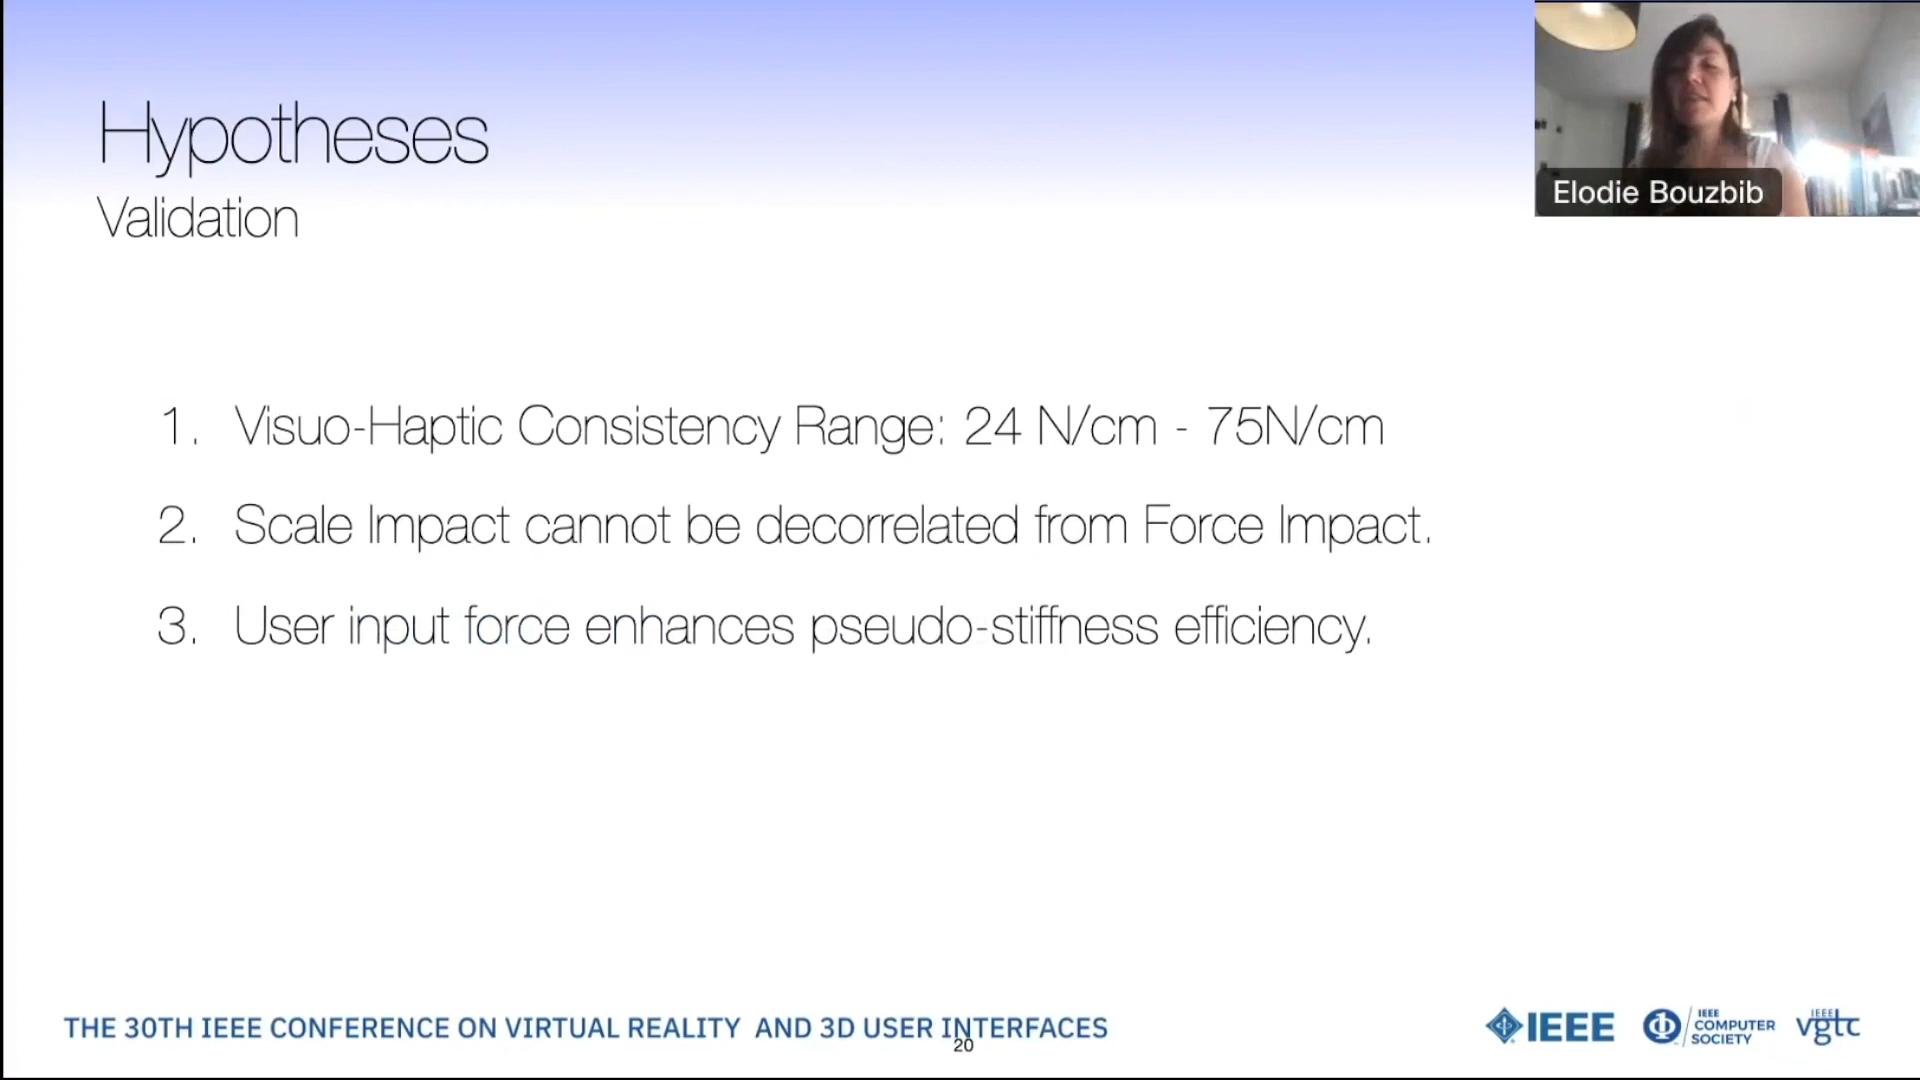 Hypotheses
Validation
Elodie Bouzbib
1. Visuo-Haptic Consistency Range: 24 N/cm - 75N/cm
2. Scale Impact cannot be decorrelated from Force Impact.
3. User input force enhances pseudo-stiffness efficiency.
THE 30TH IEEE CONFERENCE ON VIRTUAL REALITY AND 3D USER INTERFACES
20
IEEE
IEEE
COMPUTER
SOCIETY
IEEE
vgtc